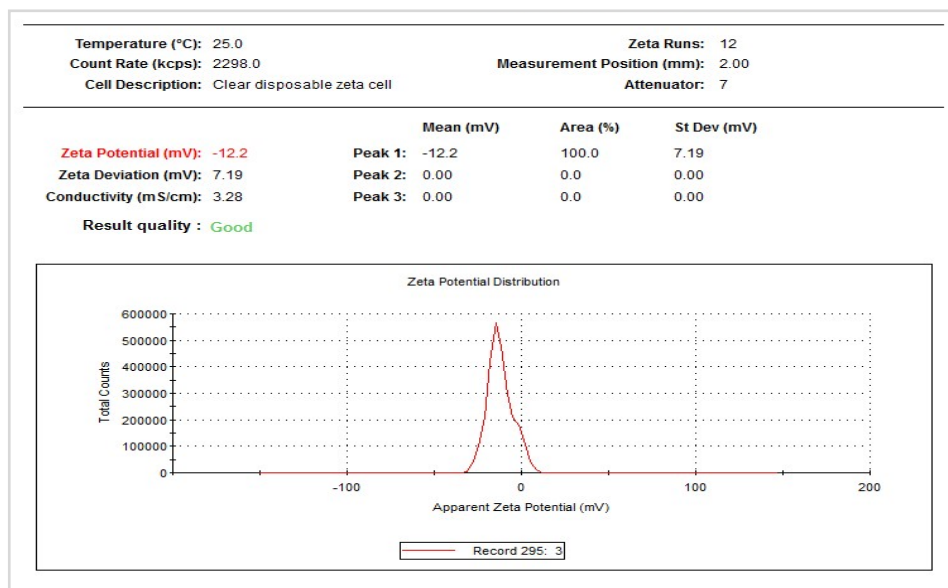 Temperature (°C): 25.0 Zeta Runs: 12
Count Rate (kcps): 2298.0 Measurement Position (mm): 2.00
Cell Description: Clear disposable zeta cell Attenuator: 7
Mean (mV) Area (%) St Dev (mV)
Zeta Potential (mV): -12.2 Peak 1: -12.2 100.0 7.19
Zeta Deviation (mV): 7.19 Peak 2: 0.00 0.0 0.00
Conductivity (mS/cm): 3.28 Peak 3: 0.00 0.0 0.00
Result quality : Good
Zeta Potential Distribution
600000
500000
400000
300000
200000
100000
0
Total Counts
-100 0 100 200
Apparent Zeta Potential (mV)
Record 295: 3